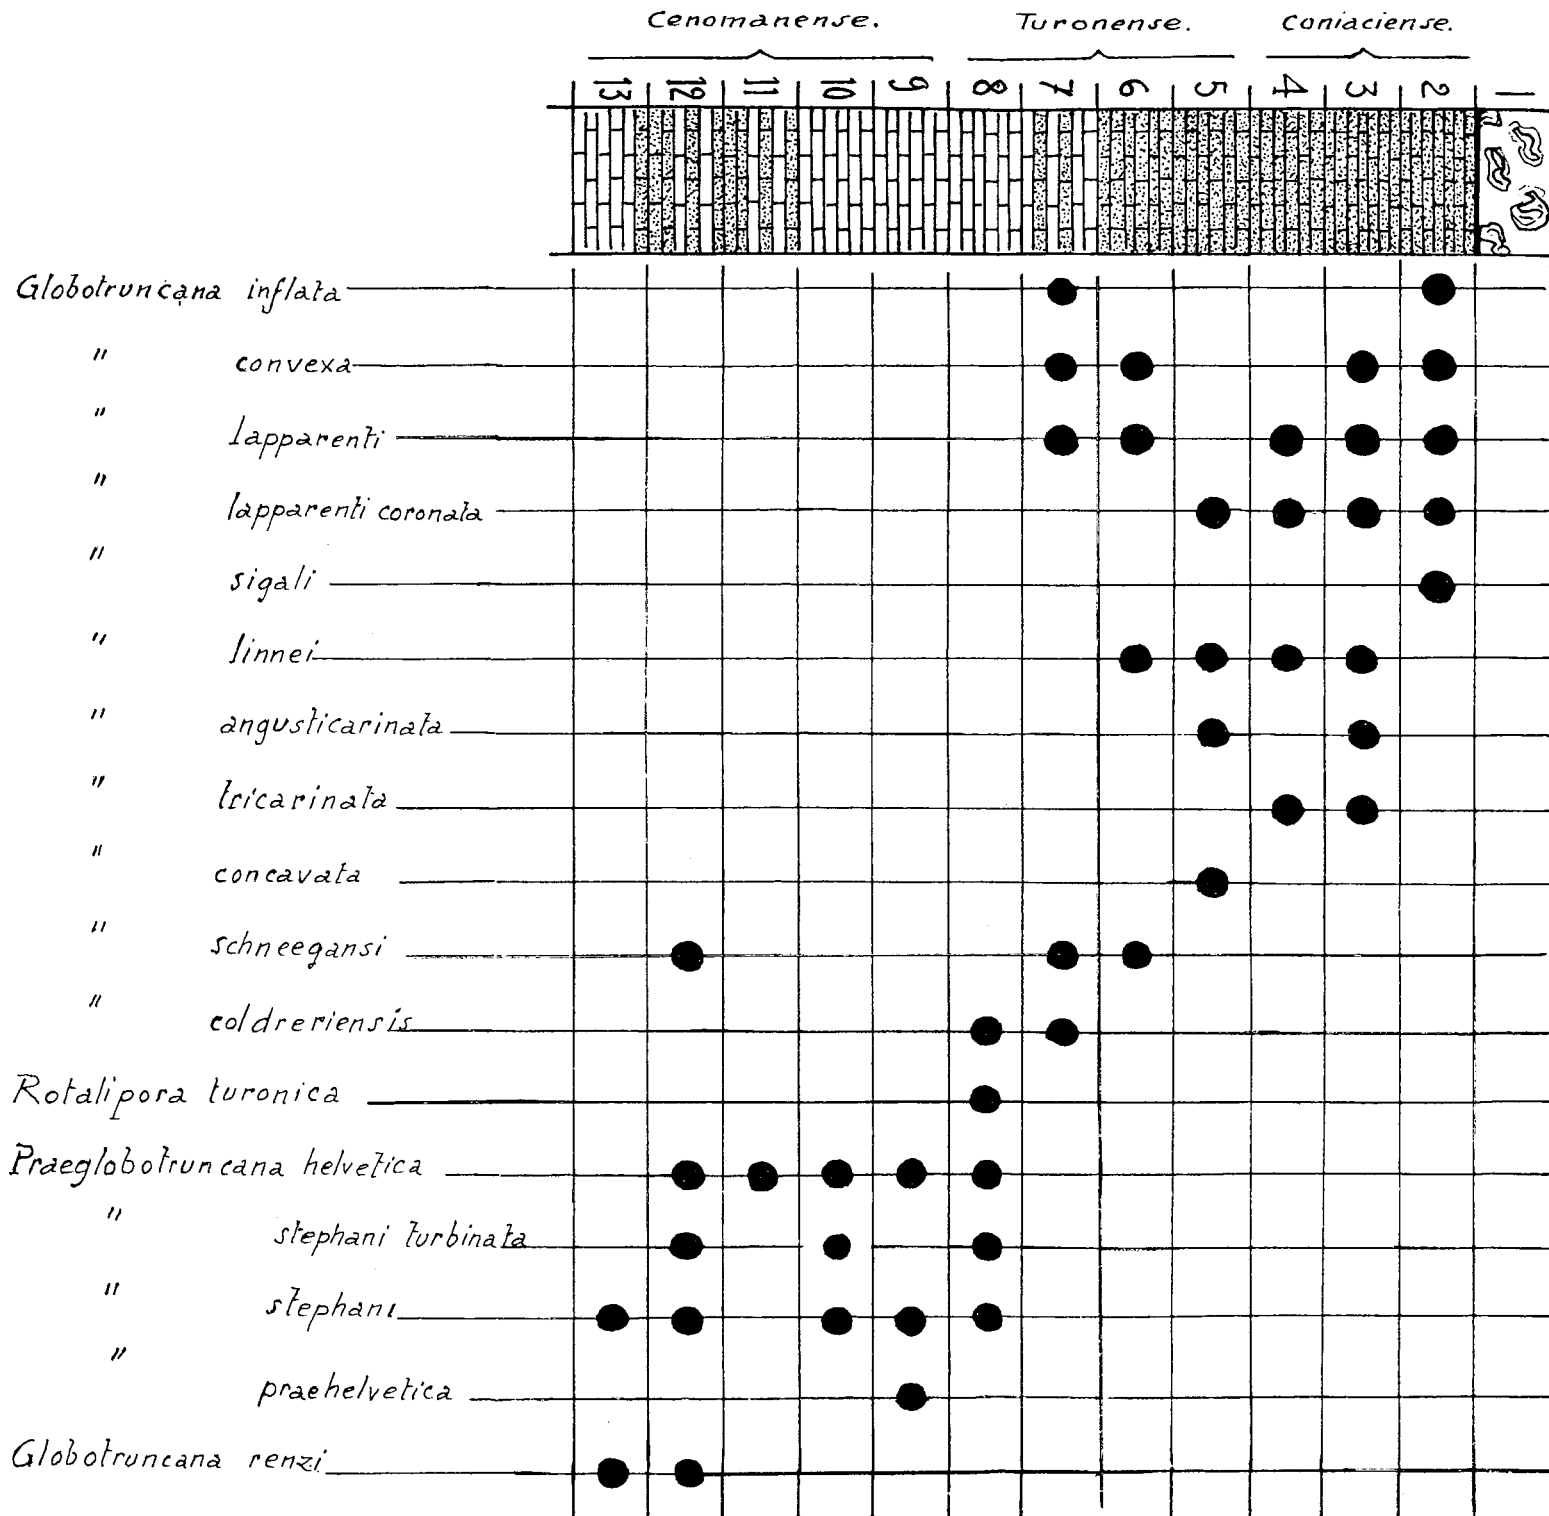 Cenomanense. Turonense. Coniaciense.
13 12 11 10 9 8 7 6 5 4 3 2 1
Globotruncana inflata
" convexa
" lapparenti
" lapparenti coronata
" sigali
" linnei
" angusticarinata
" tricarinata
" concavata
" schneegansi
" coldreriensis
Rotalipora turonica
Praeglobotruncana helvetica
" stephani turbinata
" stephani
" praehelvetica
Globotruncana renzi